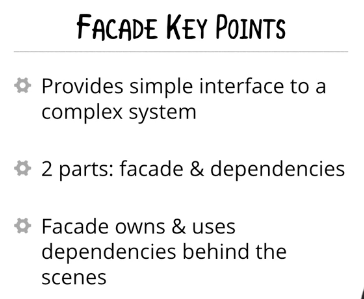 FACADE KEY POINTS
Provides simple interface to a
complex system
2 parts: facade & dependencies
Facade owns & uses
dependencies behind the
scenes